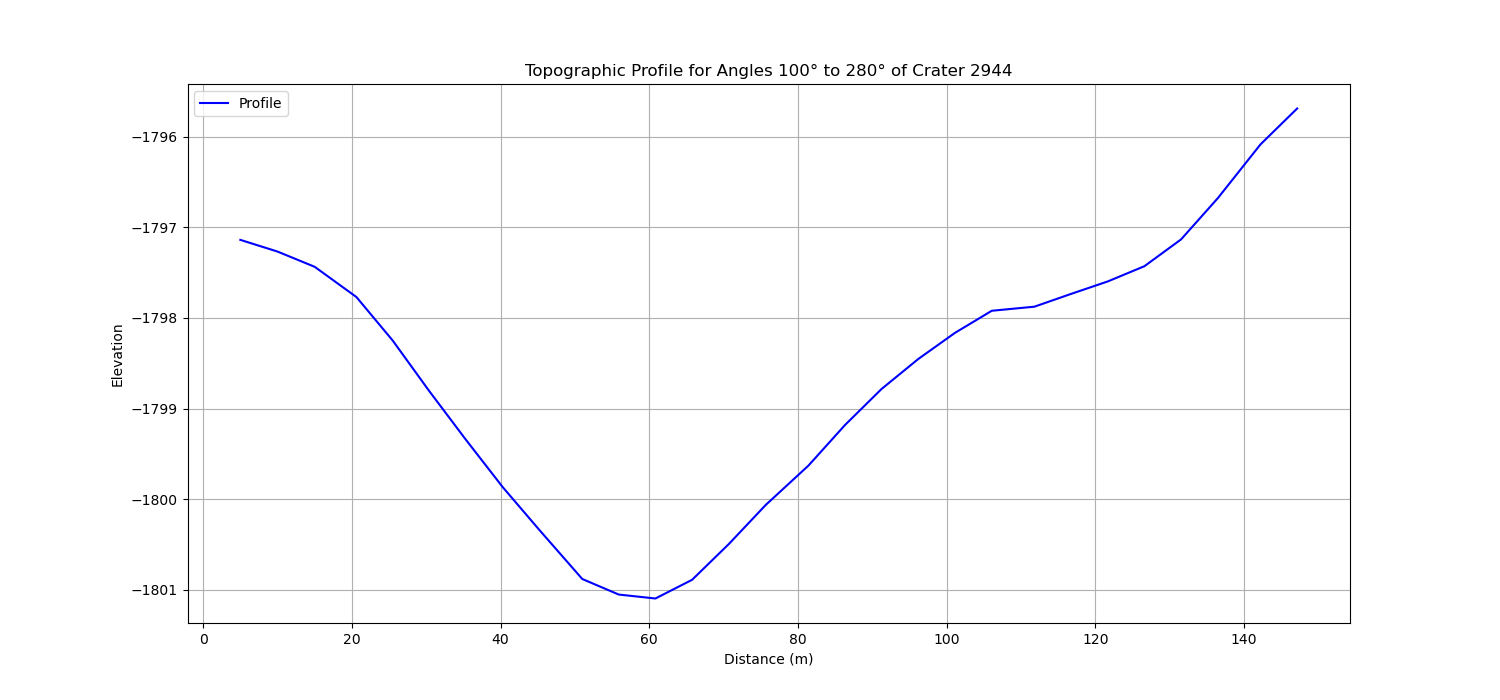 Topographic Profile for Angles 100° to 280° of Crater 2944
Profile
−1796
−1797
−1798
−1799
−1800
−1801
Elevation
0 20 40 60 80 100 120 140
Distance (m)